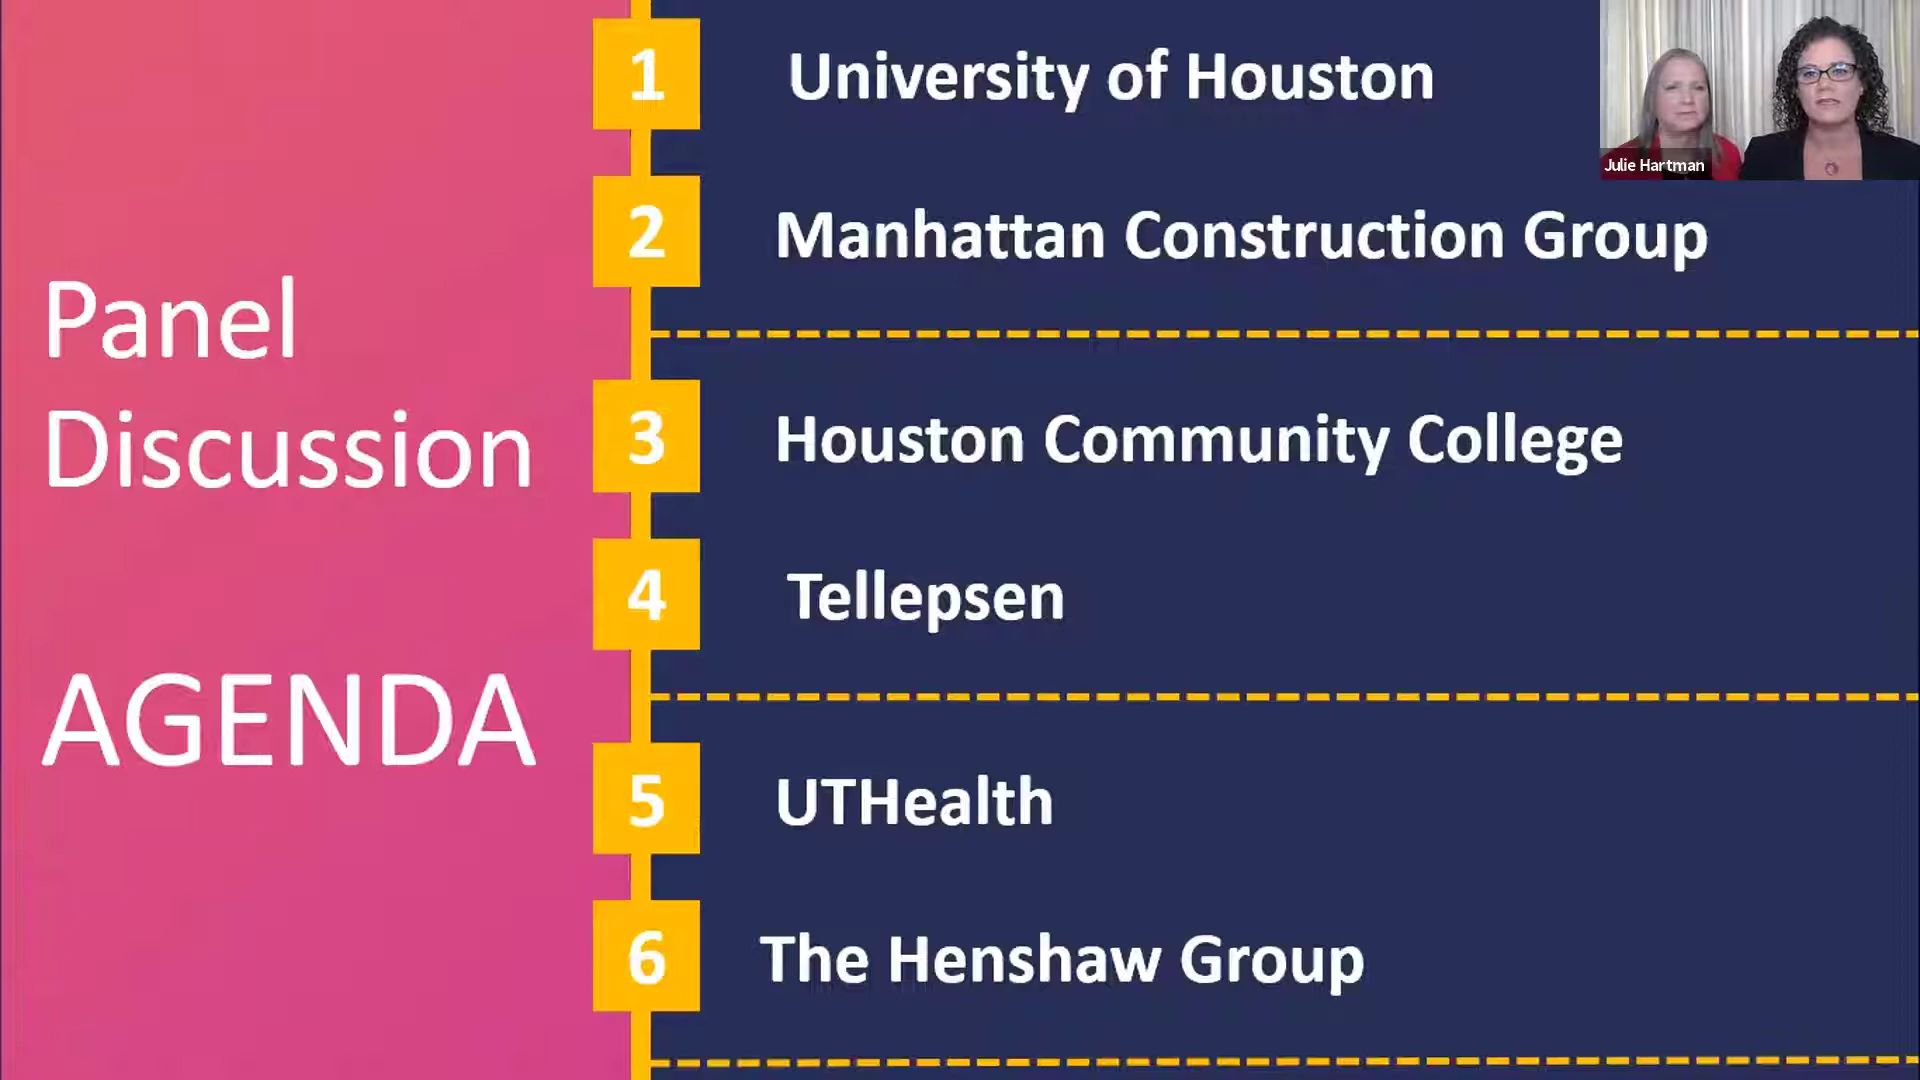 Panel
Discussion
AGENDA
1 University of Houston
2 Manhattan Construction Group
3 Houston Community College
4 Tellepsen
5 UTHealth
6 The Henshaw Group
Julie Hartman